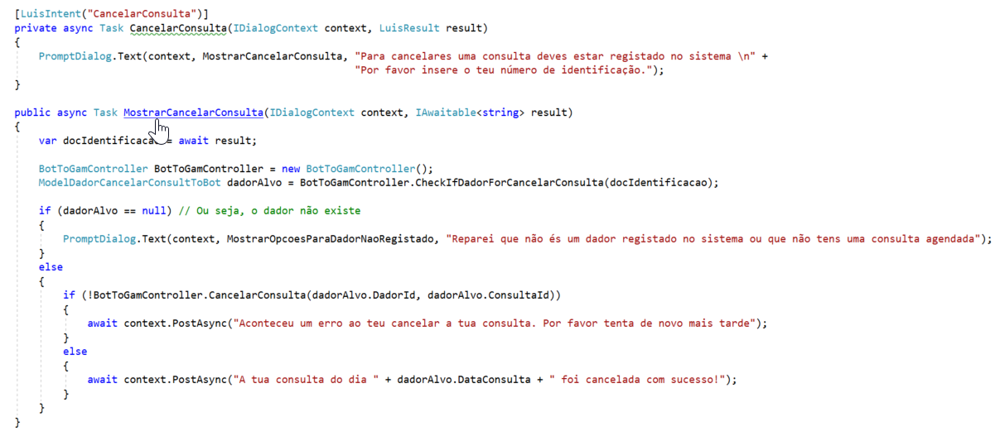 [LuisIntent("CancelarConsulta")]
private async Task CancelarConsulta(IDialogContext context, LuisResult result)
{
PromptDialog.Text(context, MostrarCancelarConsulta, "Para cancelares uma consulta deves estar registado no sistema \n" +
"Por favor insere o teu número de identificação.");
}
public async Task MostrarCancelarConsulta(IDialogContext context, IAwaitable<string> result)
{
var docIdentificacao = await result;
BotToGamController BotToGamController = new BotToGamController();
ModelDadorCancelarConsultToBot dadorAlvo = BotToGamController.CheckIfDadorForCancelarConsulta(docIdentificacao);
if (dadorAlvo == null) // Ou seja, o dador não existe
{
PromptDialog.Text(context, MostrarOpcoesParaDadorNaoRegistado, "Reparei que não és um dador registado no sistema ou que não tens uma consulta agendada");
}
else
{
if (!BotToGamController.CancelarConsulta(dadorAlvo.DadorId, dadorAlvo.ConsultaId))
{
await context.PostAsync("Aconteceu um erro ao teu cancelar a tua consulta. Por favor tenta de novo mais tarde");
}
else
{
await context.PostAsync("A tua consulta do dia " + dadorAlvo.DataConsulta + " foi cancelada com sucesso!");
}
}
}